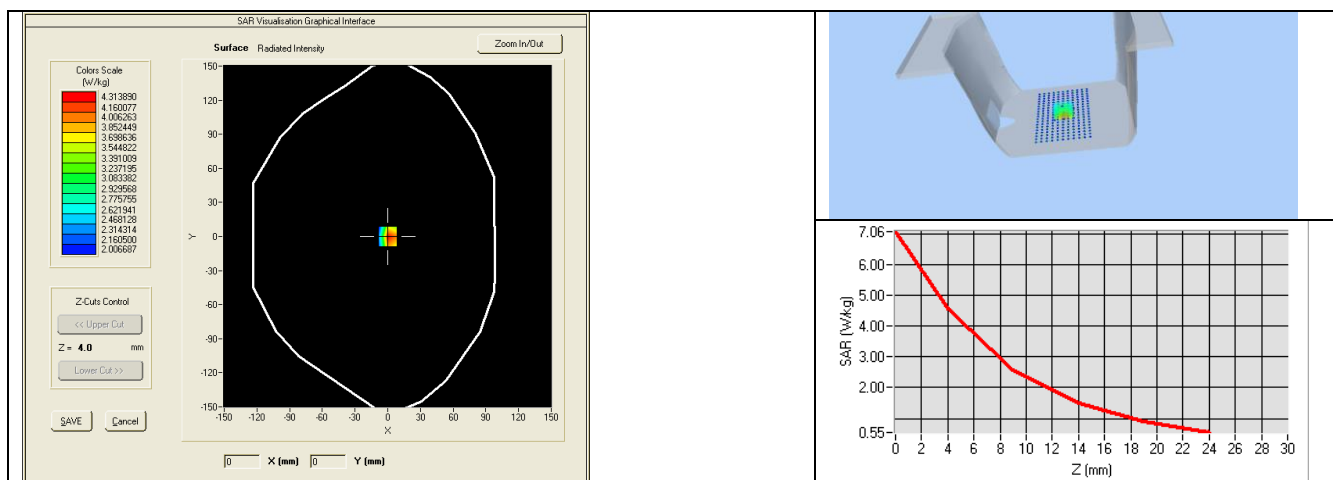 SAR Visualisation Graphical Interface
Surface Radiated Intensity
Zoom In/Out
Colors Scale
(W/kg)
4.313890
4.160077
4.006263
3.852449
3.698636
3.544822
3.391009
3.237195
3.083382
2.929568
2.775755
2.621941
2.468128
2.314314
2.160500
2.006687
Z-Cuts Control
<< Upper Cut
Z = 4.0 mm
Lower Cut >>
SAVE Cancel
Y
150
120
90
60
30
0
-30
-60
-90
-120
-150
-150 -120 -90 -60 -30 0 30 60 90 120 150
X
0 X (mm) 0 Y (mm)
SAR (W/kg)
7.06
6.00
5.00
4.00
3.00
2.00
0.55
0 2 4 6 8 10 12 14 16 18 20 22 24 26 28 30
Z (mm)